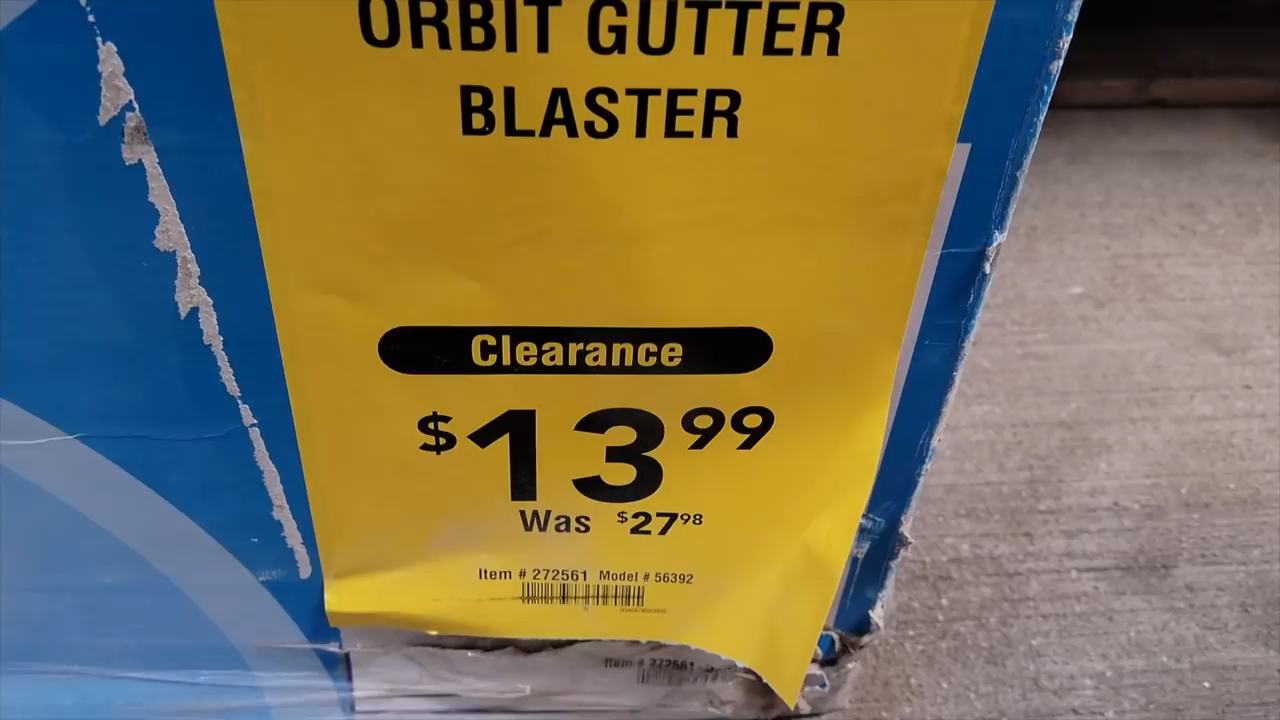 ORBIT GUTTER
BLASTER
Clearance
$13 99
Was $27 98
Item # 272561 Model # 56392
Item # 272561